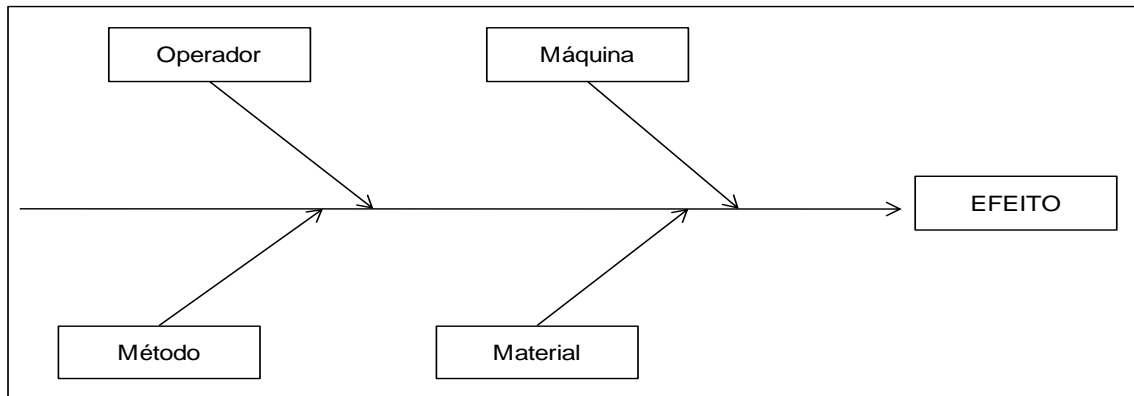 Operador
Máquina
EFEITO
Método
Material